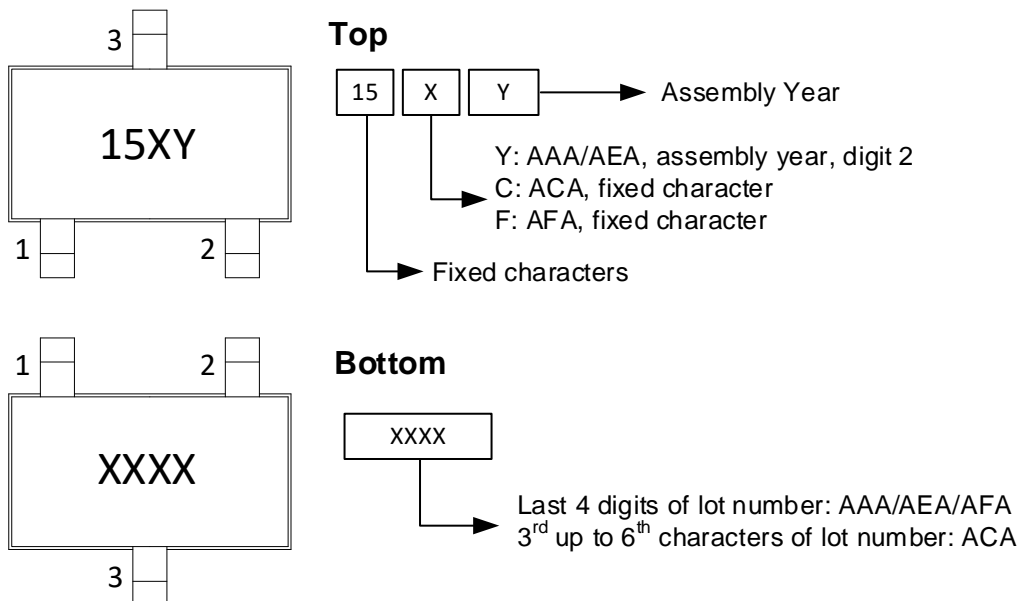 3
Top
15 X Y Assembly Year
15XY
Y: AAA/AEA, assembly year, digit 2
C: ACA, fixed character
F: AFA, fixed character
1 2
Fixed characters
1 2
Bottom
XXXX
XXXX
Last 4 digits of lot number: AAA/AEA/AFA
3rd up to 6th characters of lot number: ACA
3